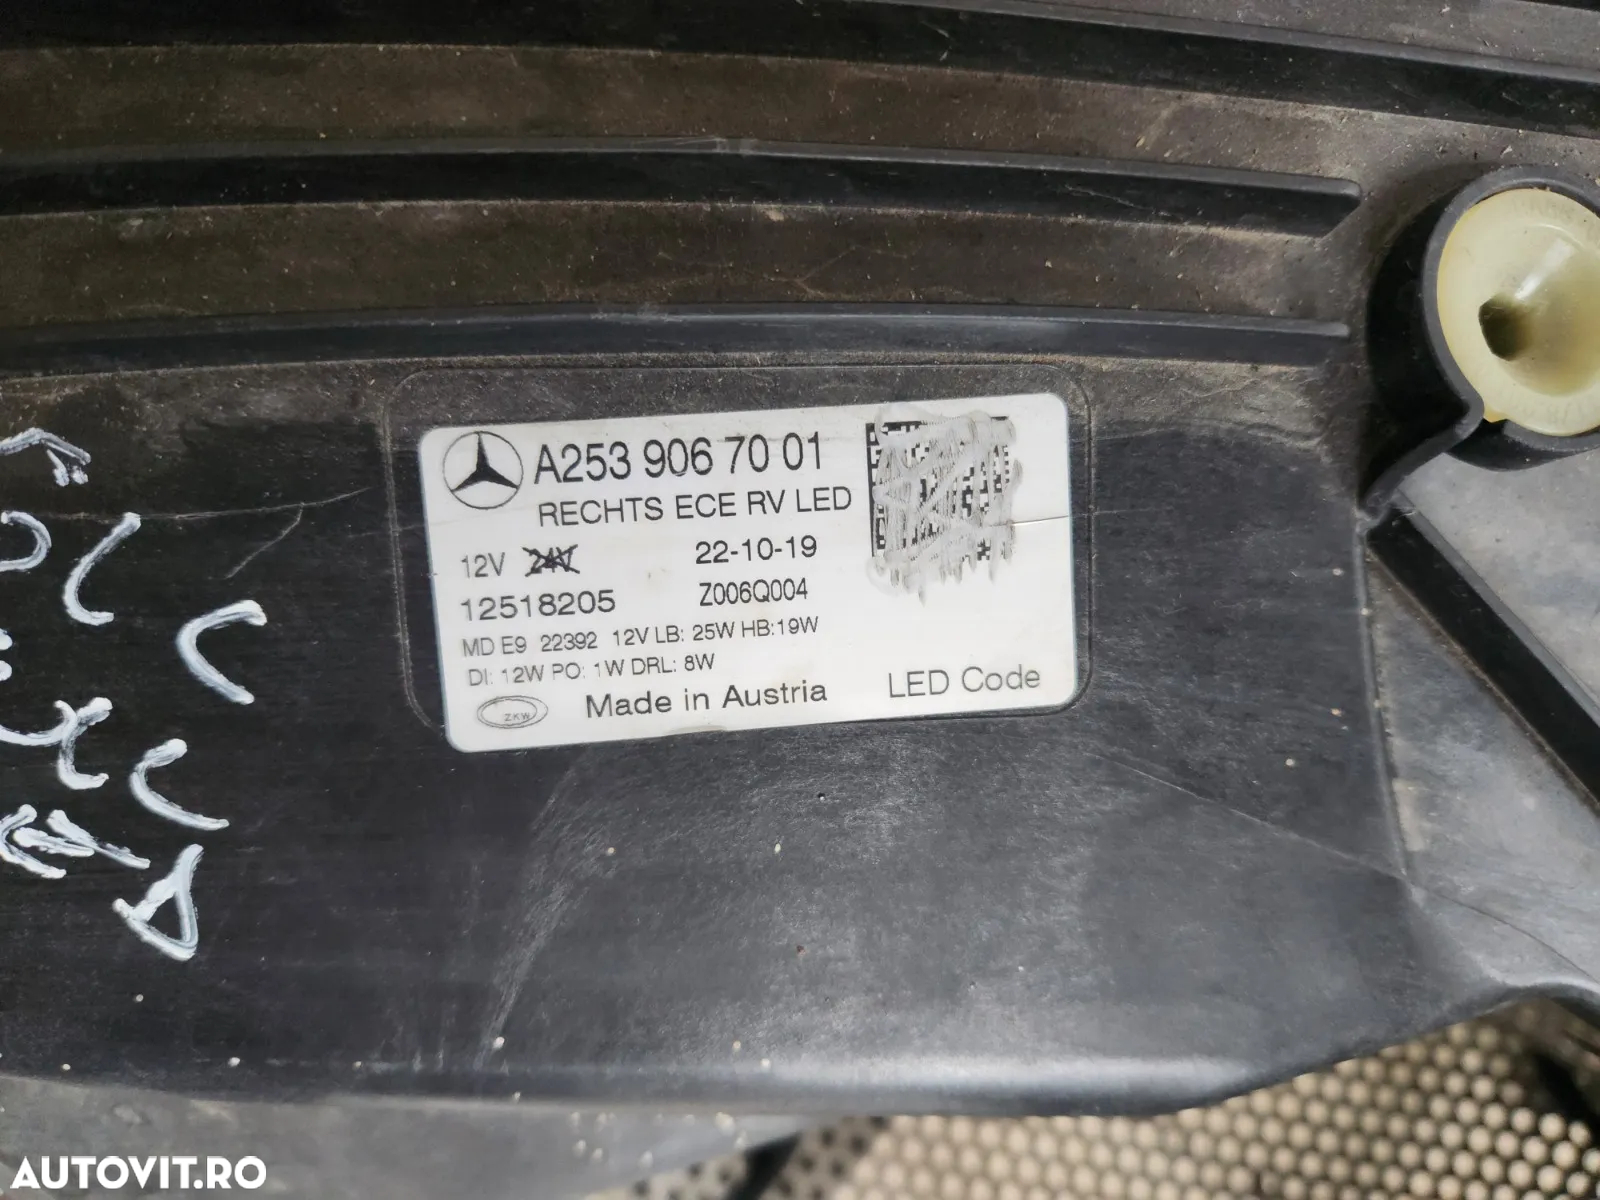 A253 906 70 01
RECHTS ECE RV LED
12V 24V 22-10-19
12518205 Z006Q004
MD E9 22392 12V LB: 25W HB:19W
DI: 12W PO: 1W DRL: 8W
ZKW Made in Austria LED Code
AUTOVIT.RO